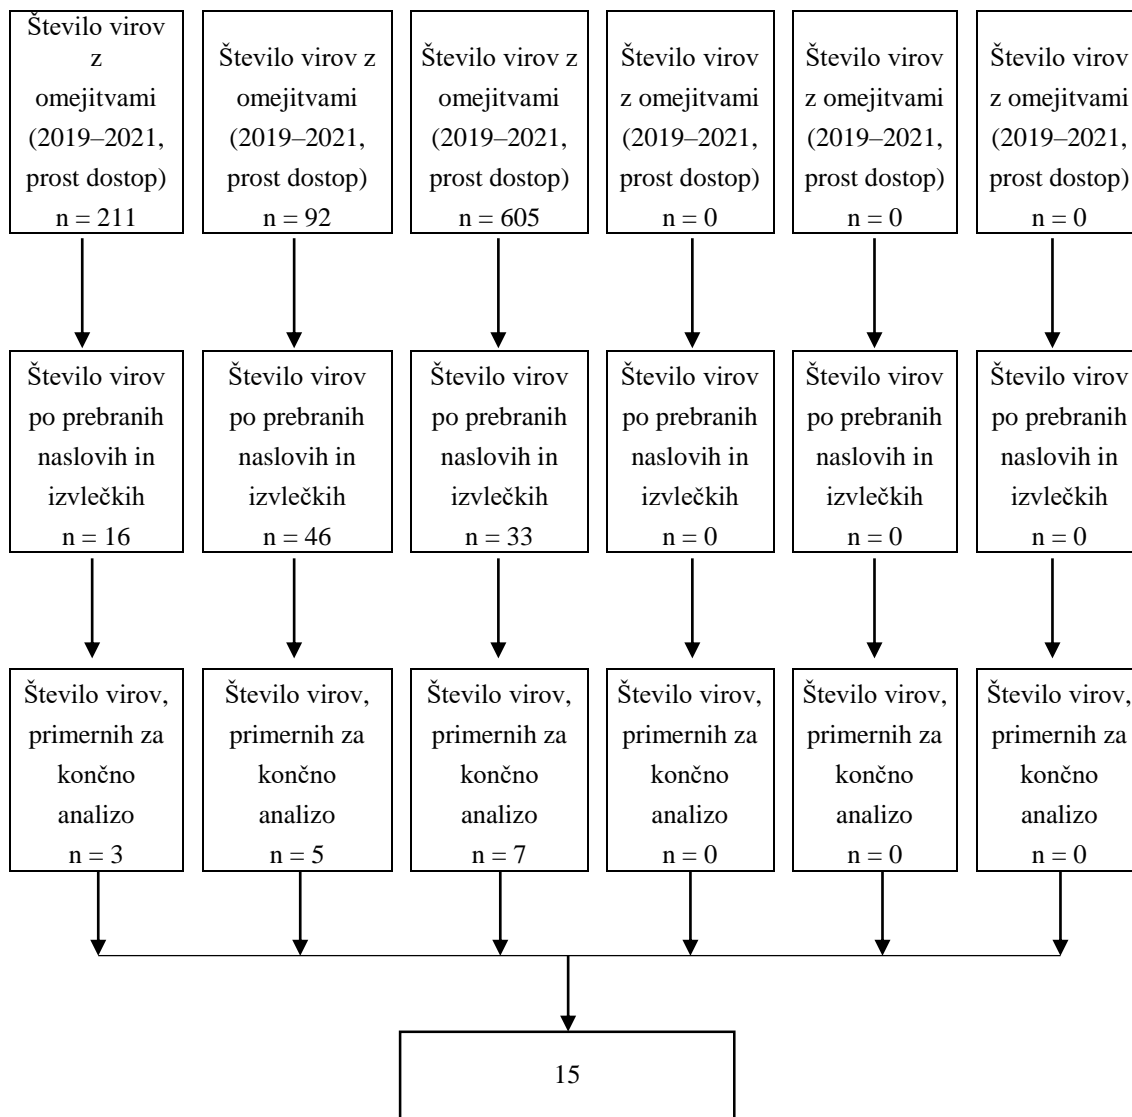 Število virov
z
omejitvami
(2019–2021,
prost dostop)
n = 211
Število virov z
omejitvami
(2019–2021,
prost dostop)
n = 92
Število virov z
omejitvami
(2019–2021,
prost dostop)
n = 605
Število virov
z omejitvami
(2019–2021,
prost dostop)
n = 0
Število virov
z omejitvami
(2019–2021,
prost dostop)
n = 0
Število virov
z omejitvami
(2019–2021,
prost dostop)
n = 0
Število virov
po prebranih
naslovih in
izvlečkih
n = 16
Število virov
po prebranih
naslovih in
izvlečkih
n = 46
Število virov
po prebranih
naslovih in
izvlečkih
n = 33
Število virov
po prebranih
naslovih in
izvlečkih
n = 0
Število virov
po prebranih
naslovih in
izvlečkih
n = 0
Število virov
po prebranih
naslovih in
izvlečkih
n = 0
Število virov,
primernih za
končno
analizo
n = 3
Število virov,
primernih za
končno
analizo
n = 5
Število virov,
primernih za
končno
analizo
n = 7
Število virov,
primernih za
končno
analizo
n = 0
Število virov,
primernih za
končno
analizo
n = 0
Število virov,
primernih za
končno
analizo
n = 0
15